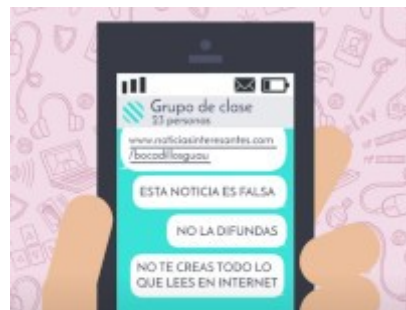 Grupo de clase
23 personas
www.noticiasinteresantes.com
/bocadillosguau
ESTA NOTICIA ES FALSA
NO LA DIFUNDAS
NO TE CREAS TODO LO
QUE LEES EN INTERNET